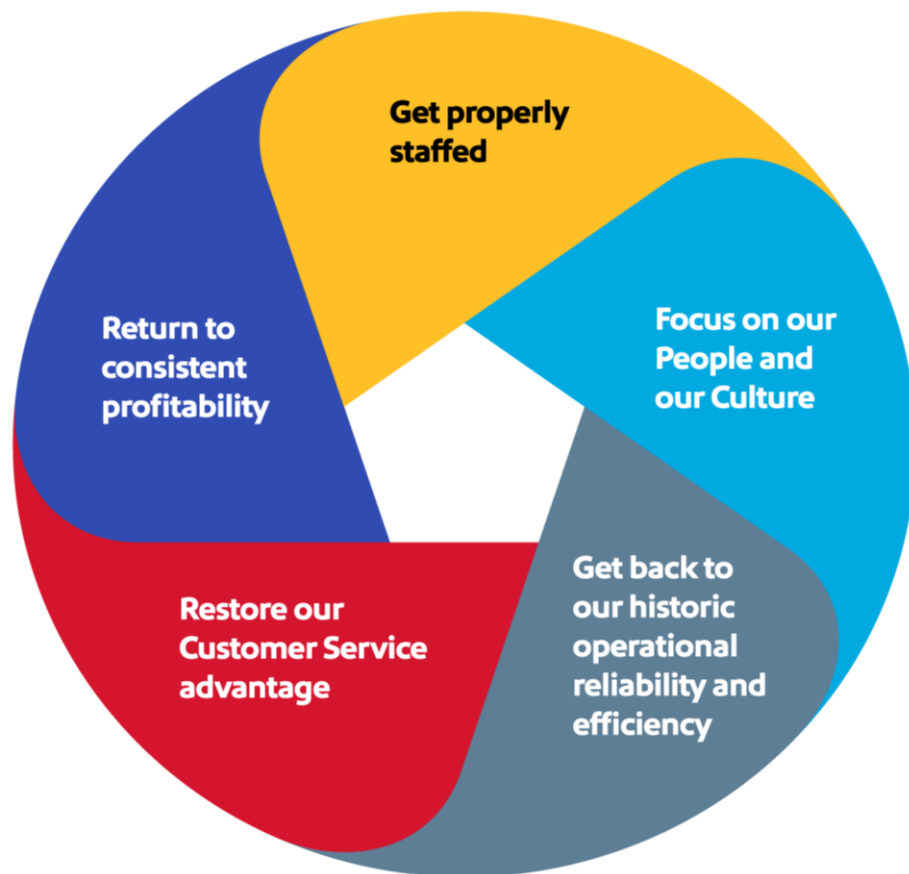 Get properly
staffed
Focus on our
People and
our Culture
Get back to
our historic
operational
reliability and
efficiency
Restore our
Customer Service
advantage
Return to
consistent
profitability